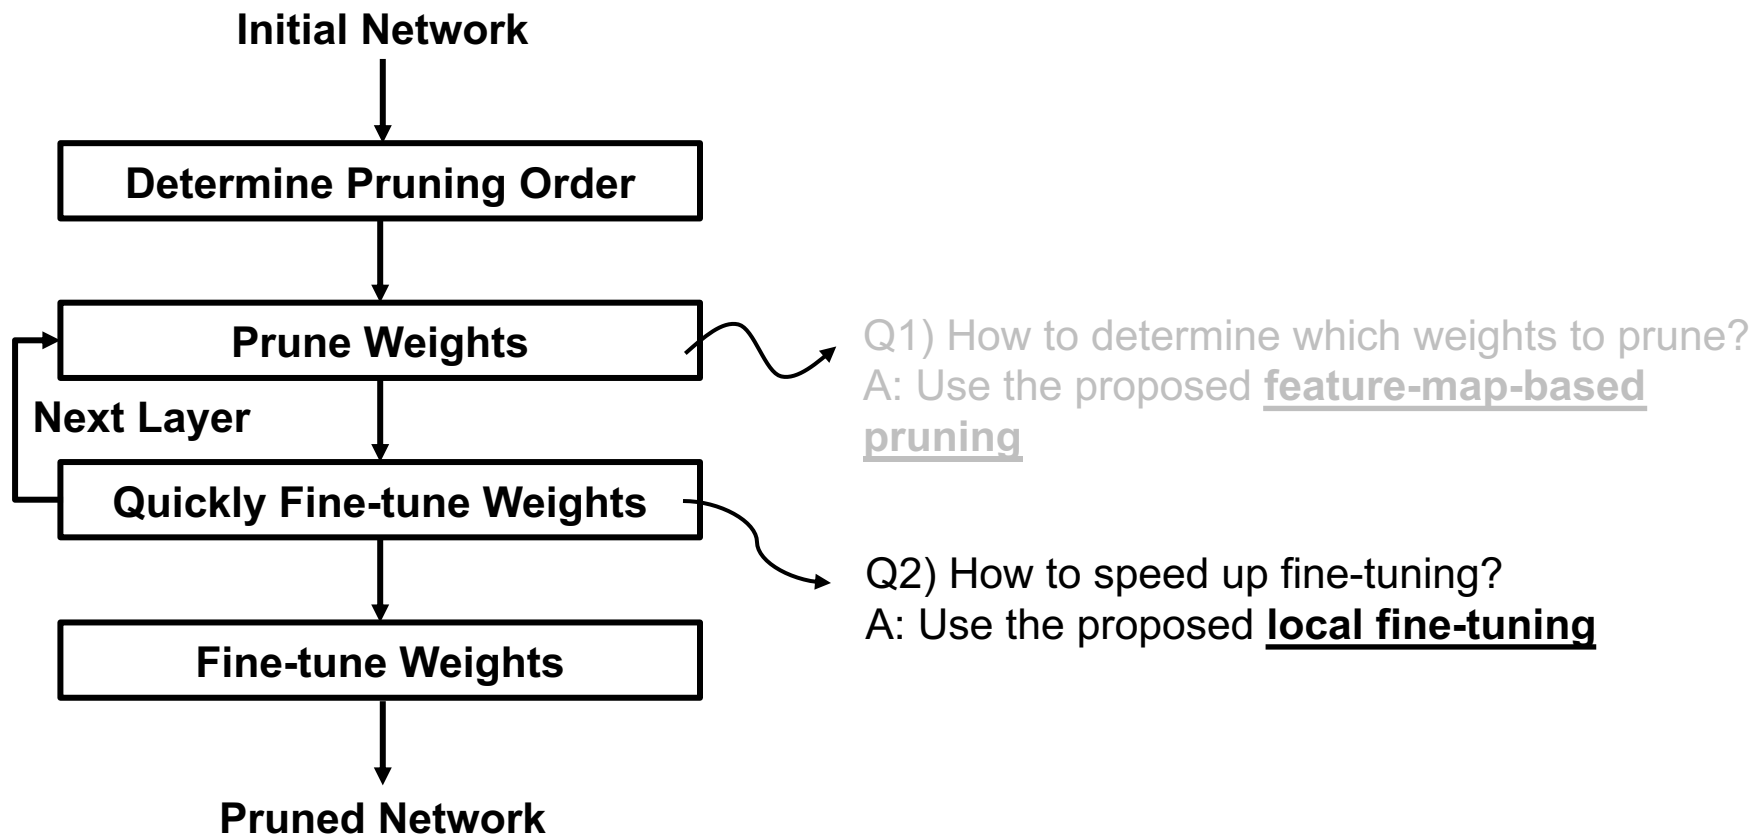 Initial Network
Determine Pruning Order
Prune Weights
Q1) How to determine which weights to prune?
A: Use the proposed feature-map-based
pruning
Next Layer
Quickly Fine-tune Weights
Q2) How to speed up fine-tuning?
A: Use the proposed local fine-tuning
Fine-tune Weights
Pruned Network